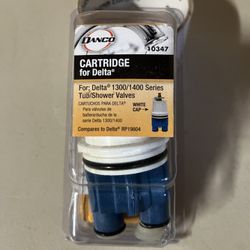 DANCO
10347
CARTRIDGE
for Delta®
For: Delta® 1300/1400 Series
Tub/Shower Valves
CARTUCHOS PARA DELTA®
Para válvulas de
bañera/ducha de la
serie Delta 1300/1400
WHITE
CAP
Compares to Delta® RP19804